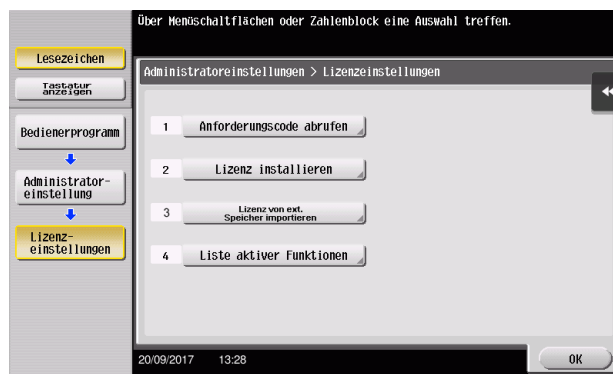 Über Menüschaltflächen oder Zahlenblock eine Auswahl treffen.
Lesezeichen
Tastatur
anzeigen
Bedienerprogramm
Administrator-
einstellung
Lizenz-
einstellungen
Administratoreinstellungen > Lizenzeinstellungen
1 Anforderungscode abrufen
2 Lizenz installieren
3 Lizenz von ext.
Speicher importieren
4 Liste aktiver Funktionen
20/09/2017 13:28
OK